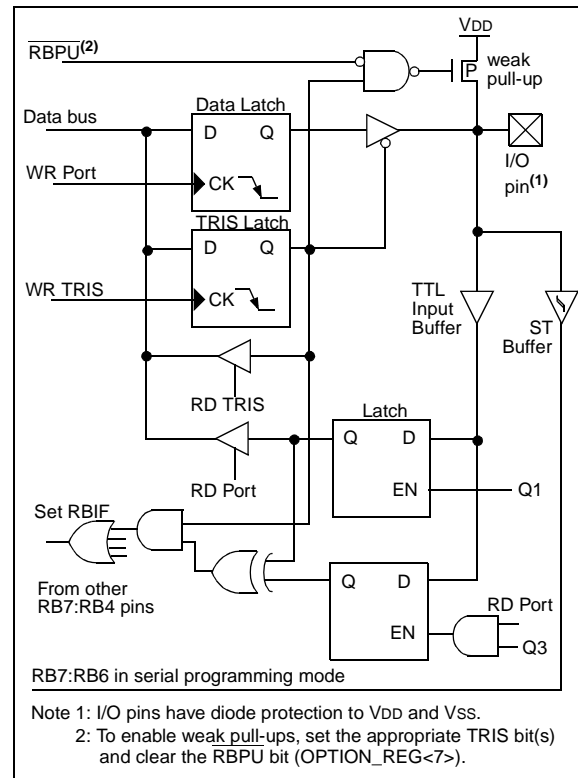 VDD
RBPU(2)
P
weak
pull-up
Data Latch
Data bus
D Q
I/O
pin(1)
WR Port
CK
TRIS Latch
D Q
WR TRIS
CK
TTL
Input
Buffer
ST
Buffer
RD TRIS
Latch
Q D
RD Port
EN
Q1
Set RBIF
From other
RB7:RB4 pins
Q D
RD Port
EN
Q3
RB7:RB6 in serial programming mode
Note 1: I/O pins have diode protection to VDD and VSS.
2: To enable weak pull-ups, set the appropriate TRIS bit(s)
and clear the RBPU bit (OPTION_REG<7>).